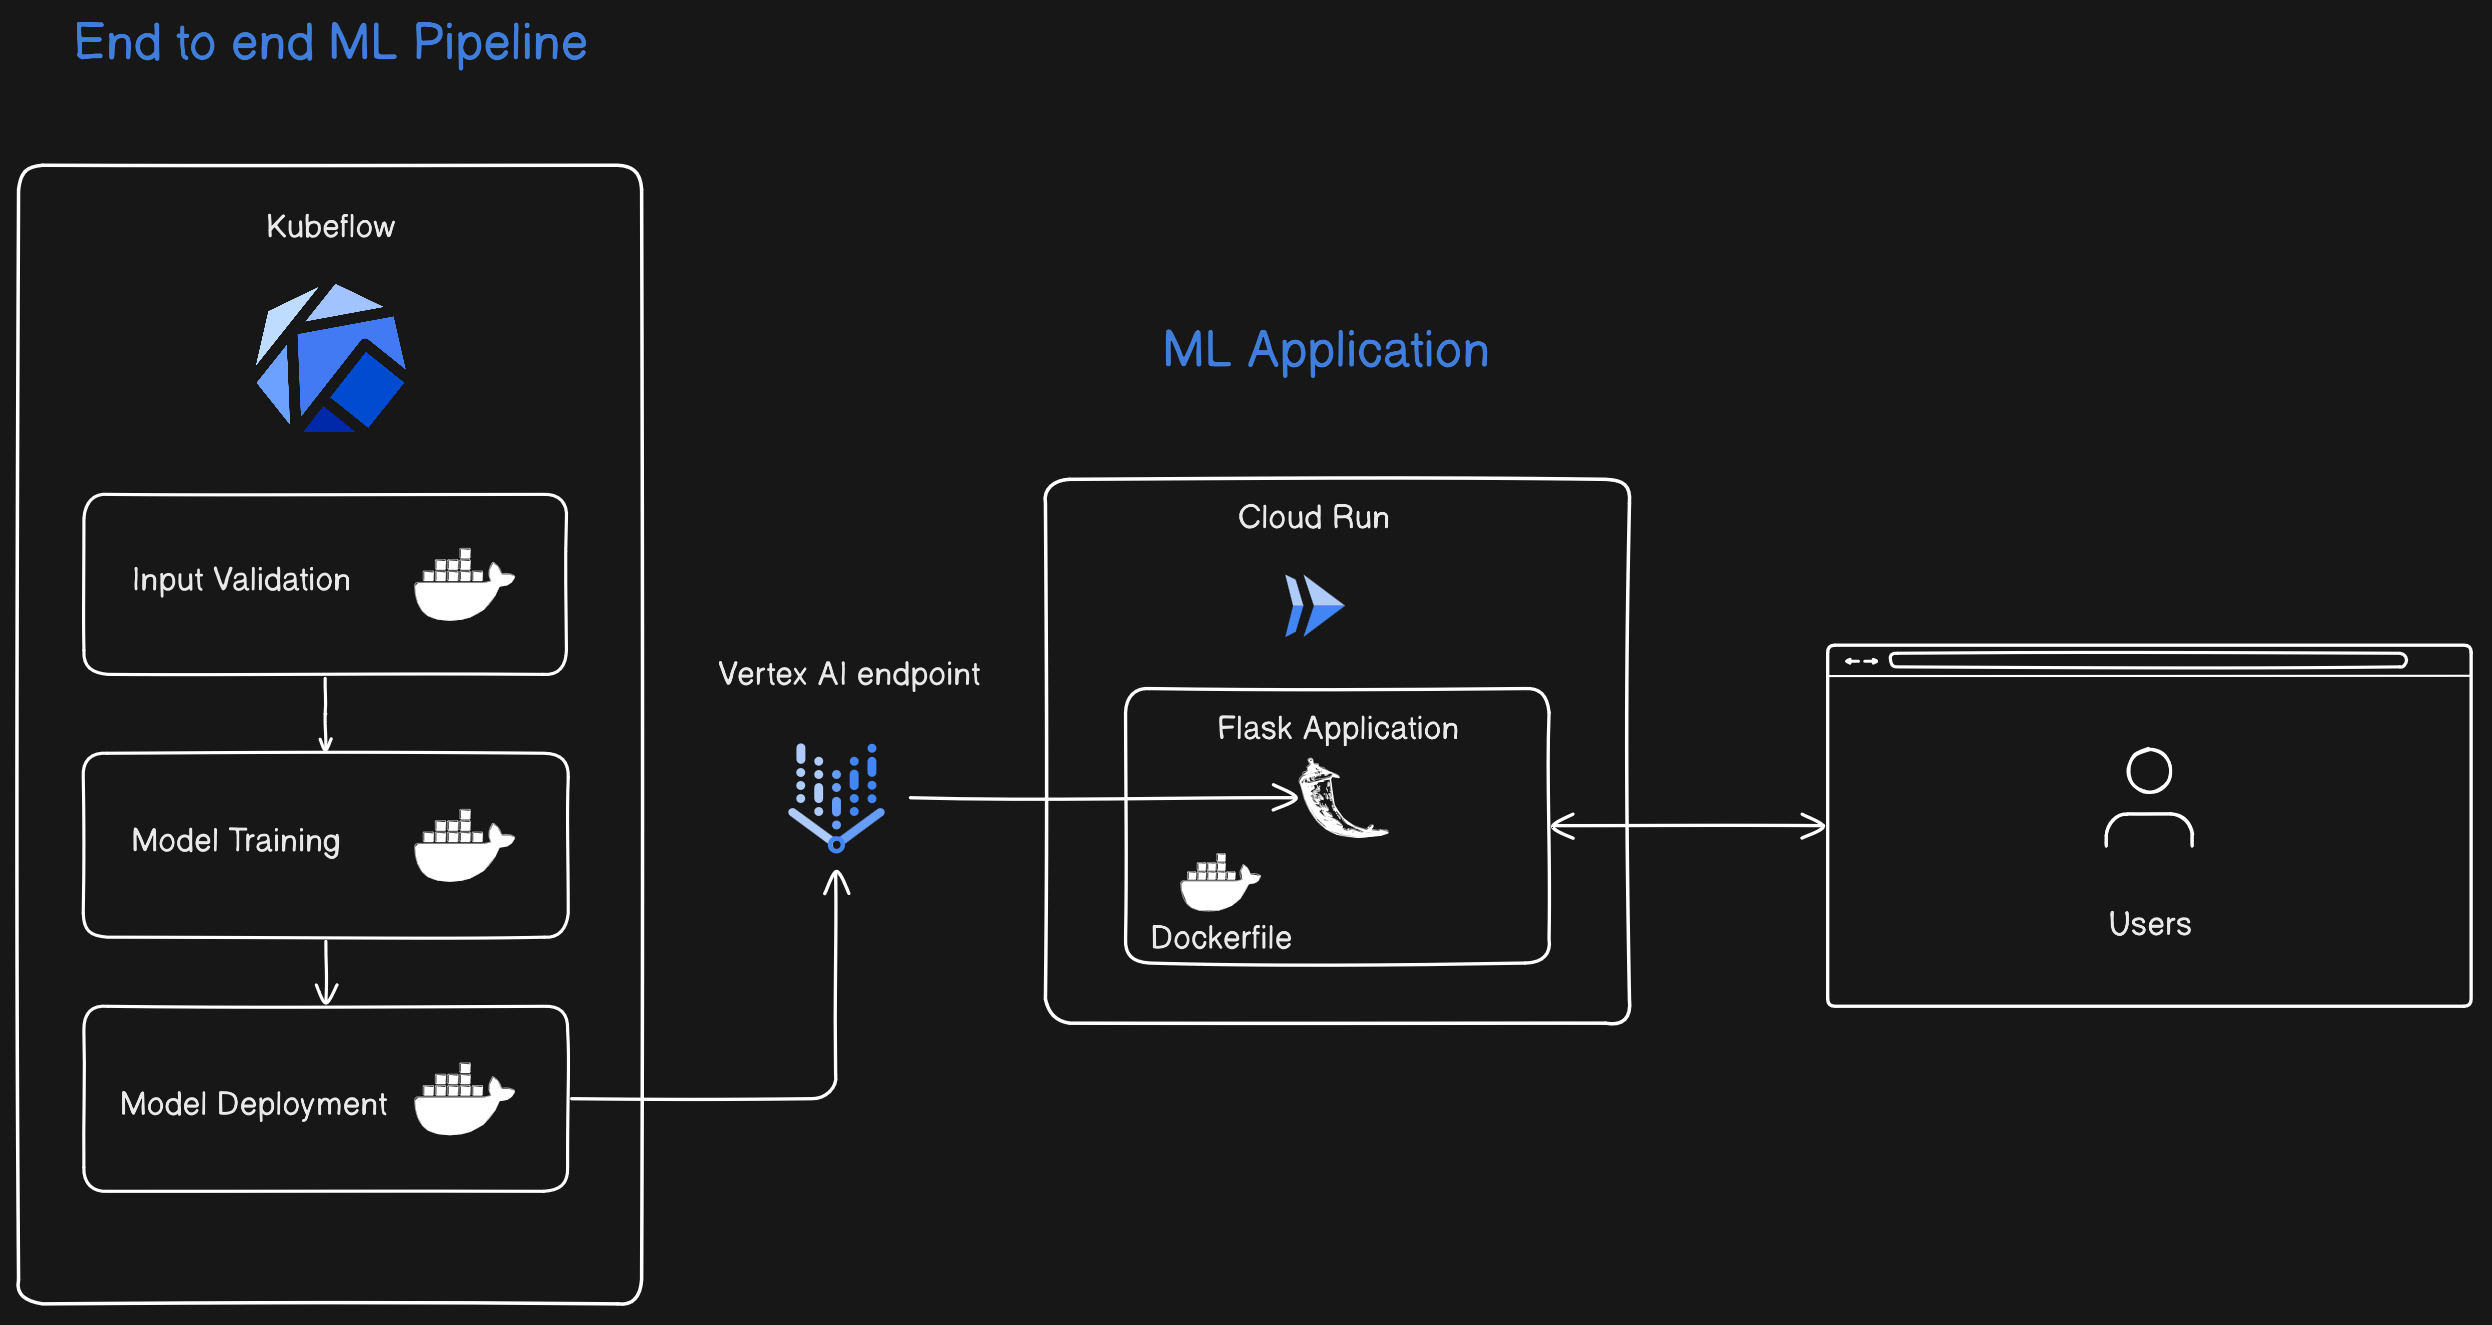 End to end ML Pipeline
Kubeflow
Input Validation
Model Training
Model Deployment
Vertex AI endpoint
ML Application
Cloud Run
Flask Application
Dockerfile
Users